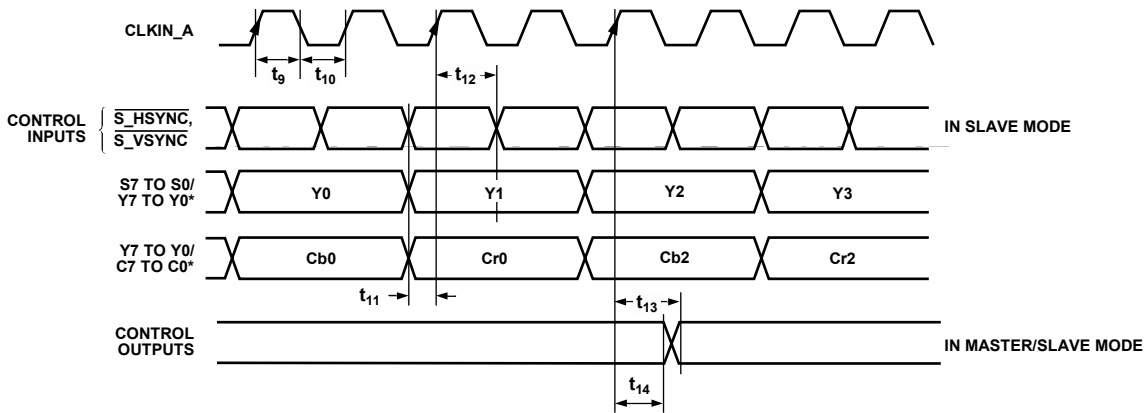 CLKIN_A
t9
t10
t12
CONTROL
INPUTS
S_HSYNC,
S_VSYNC
IN SLAVE MODE
S7 TO S0/
Y7 TO Y0*
Y0
Y1
Y2
Y3
Y7 TO Y0/
C7 TO C0*
Cb0
Cr0
Cb2
Cr2
t11
t13
CONTROL
OUTPUTS
IN MASTER/SLAVE MODE
t14